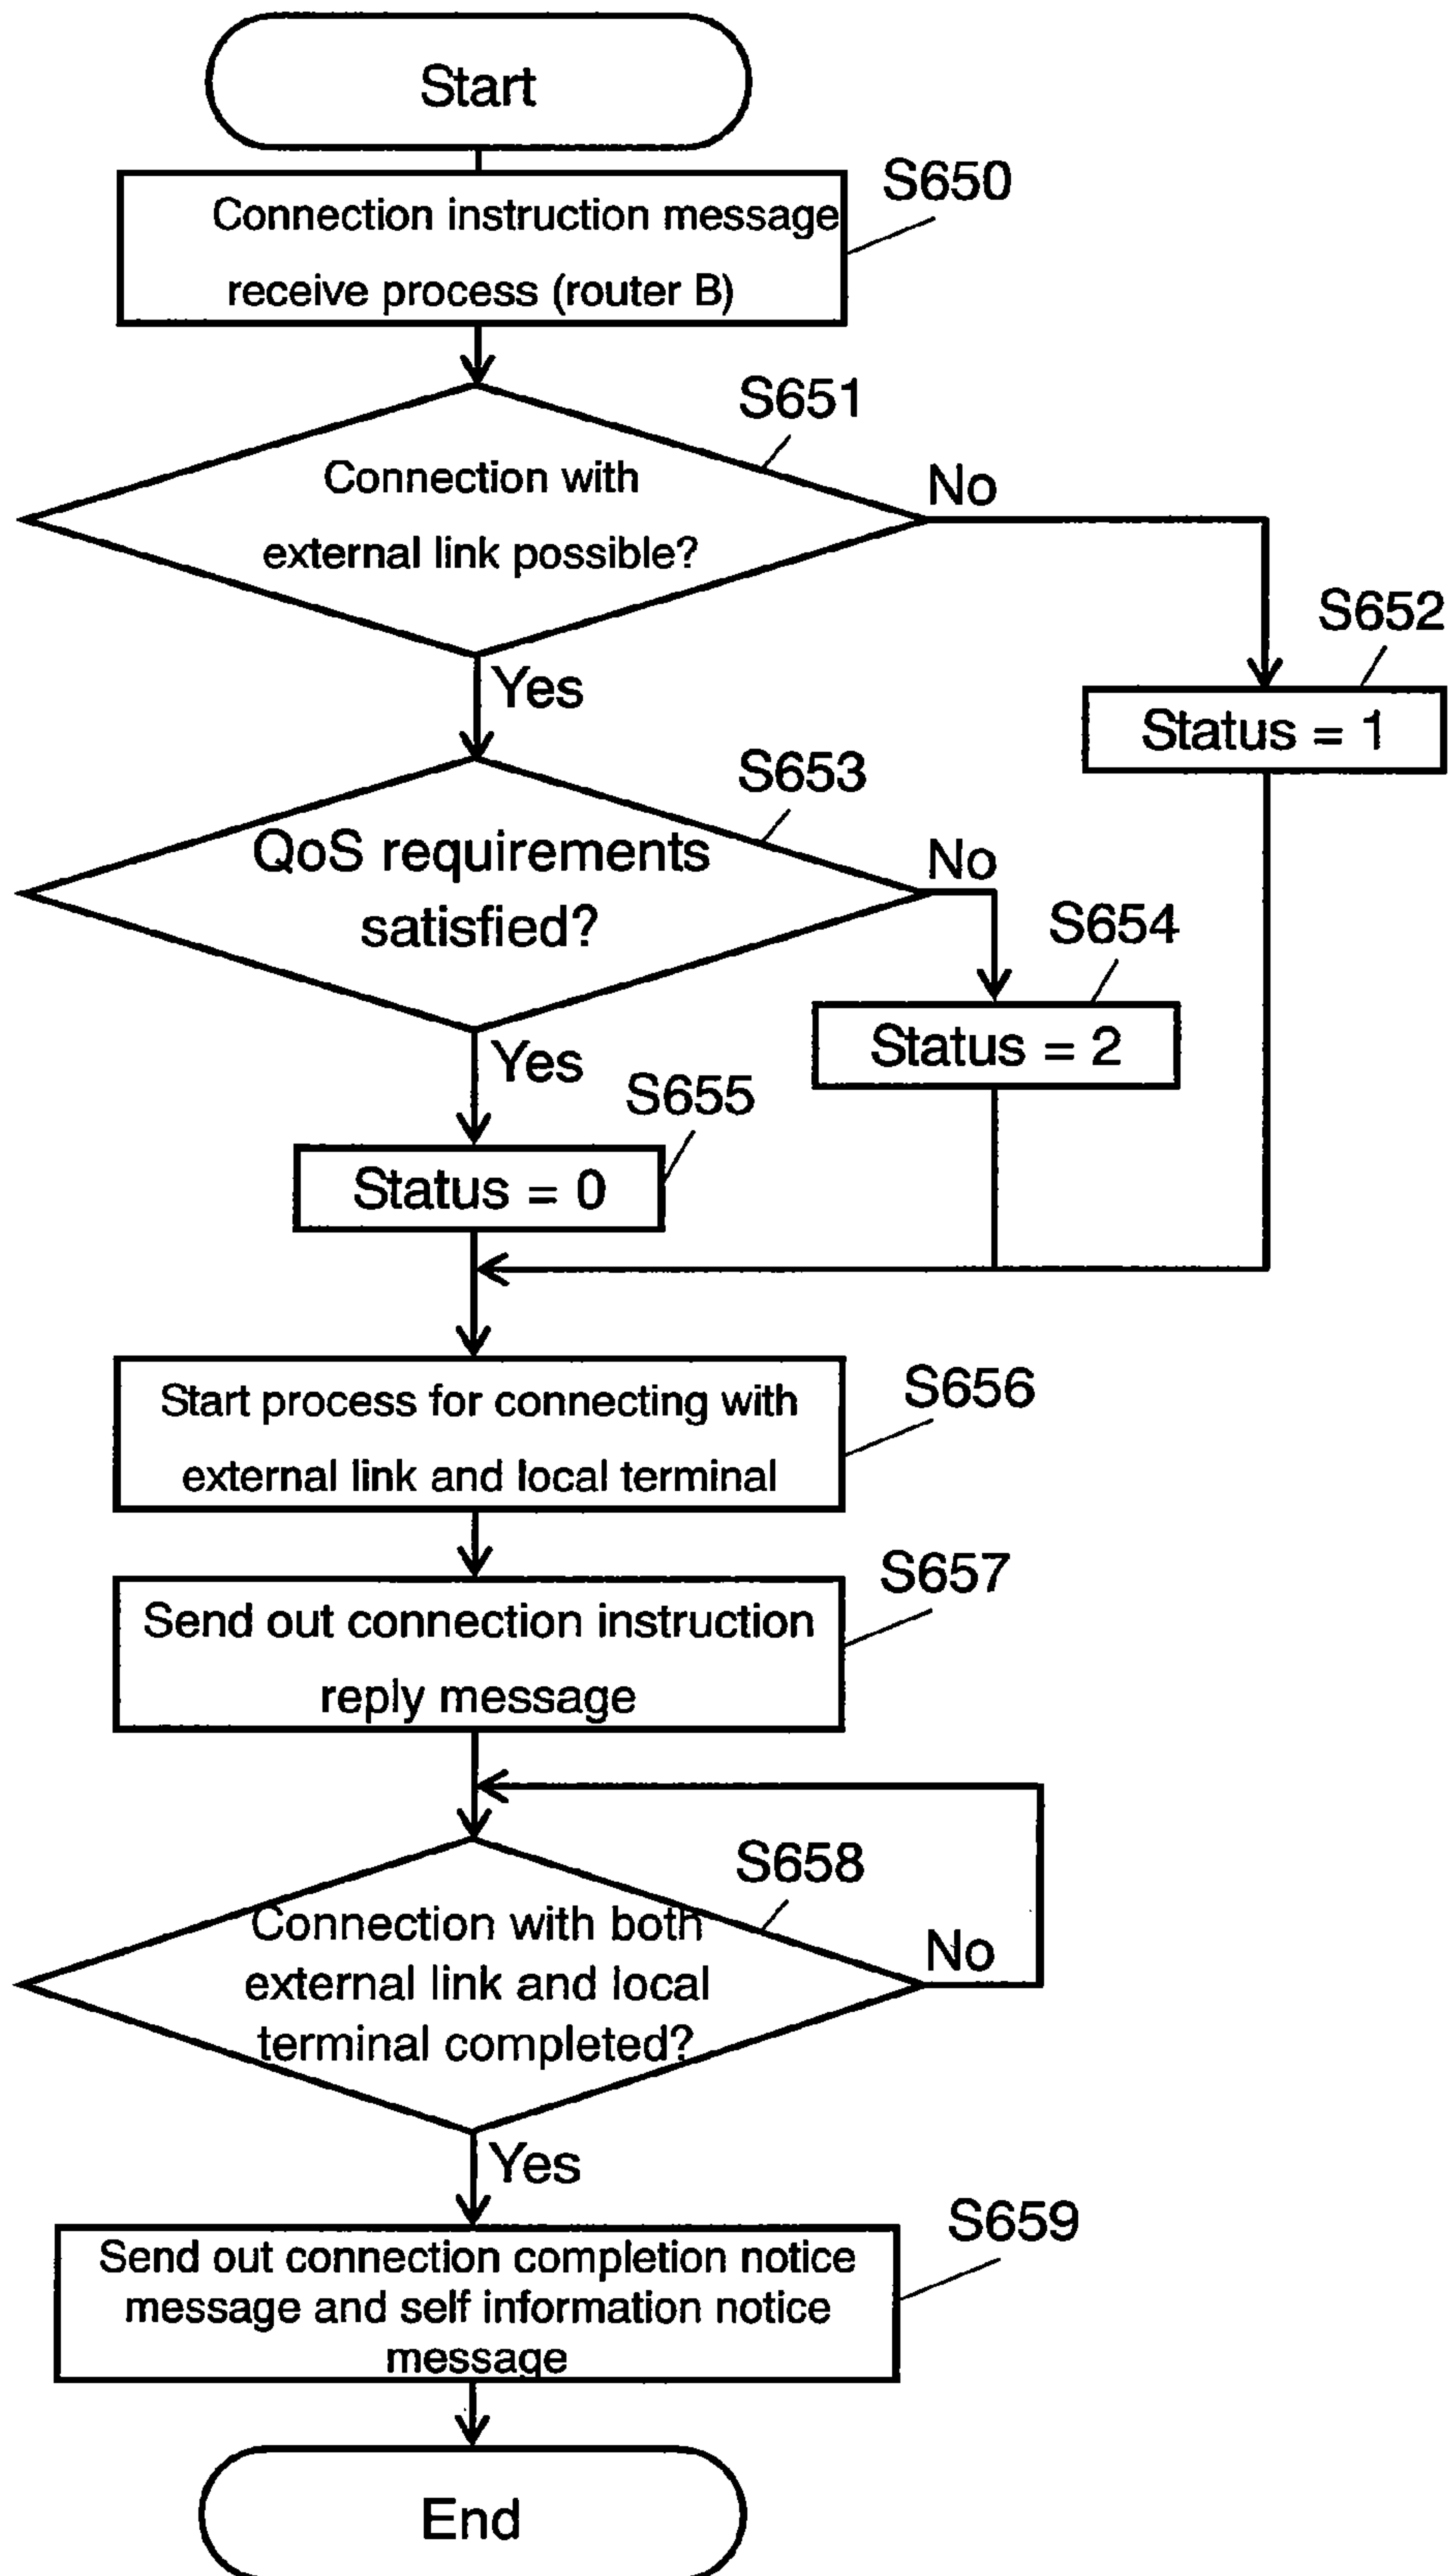 Start
S650
Connection instruction message
receive process (router B)
S651
Connection with
external link possible?
No
S652
Yes
Status = 1
S653
QoS requirements
satisfied?
No
S654
Status = 2
Yes
S655
Status = 0
Start process for connecting with
external link and local terminal
S656
S657
Send out connection instruction
reply message
S658
Connection with both
external link and local
terminal completed?
No
Yes
S659
Send out connection completion notice
message and self information notice
message
End